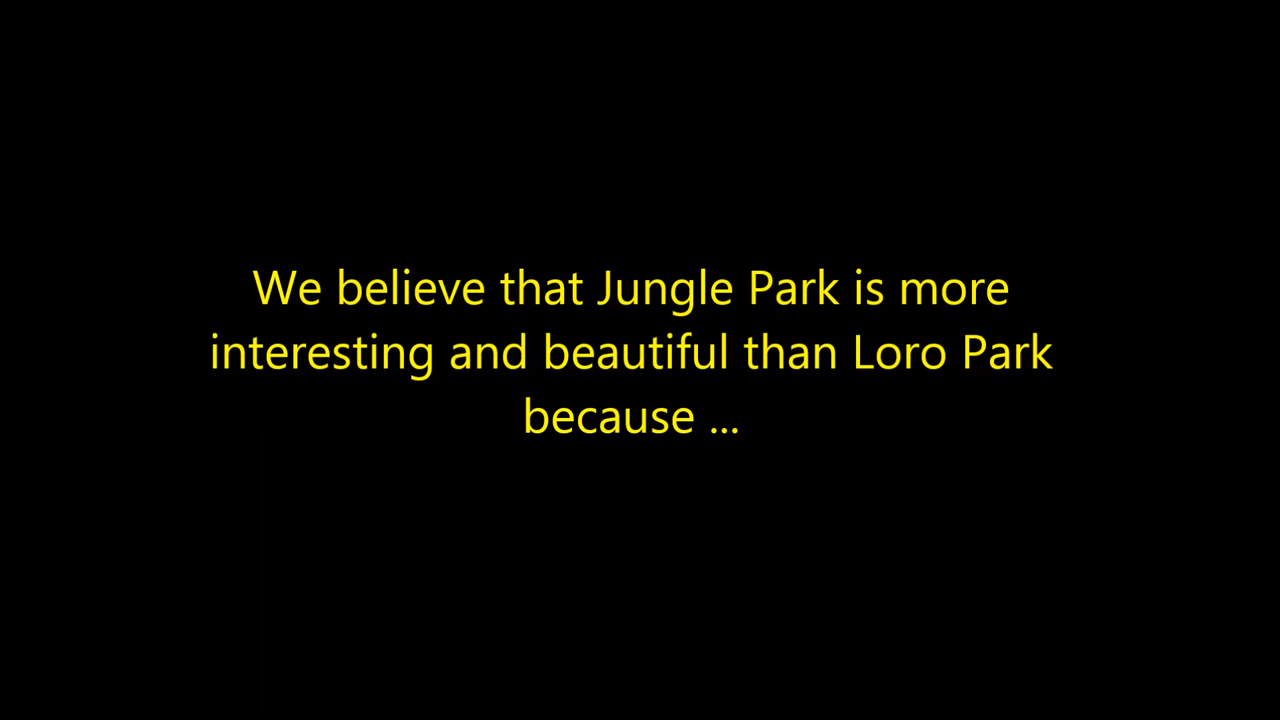 We believe that Jungle Park is more
interesting and beautiful than Loro Park
because ...